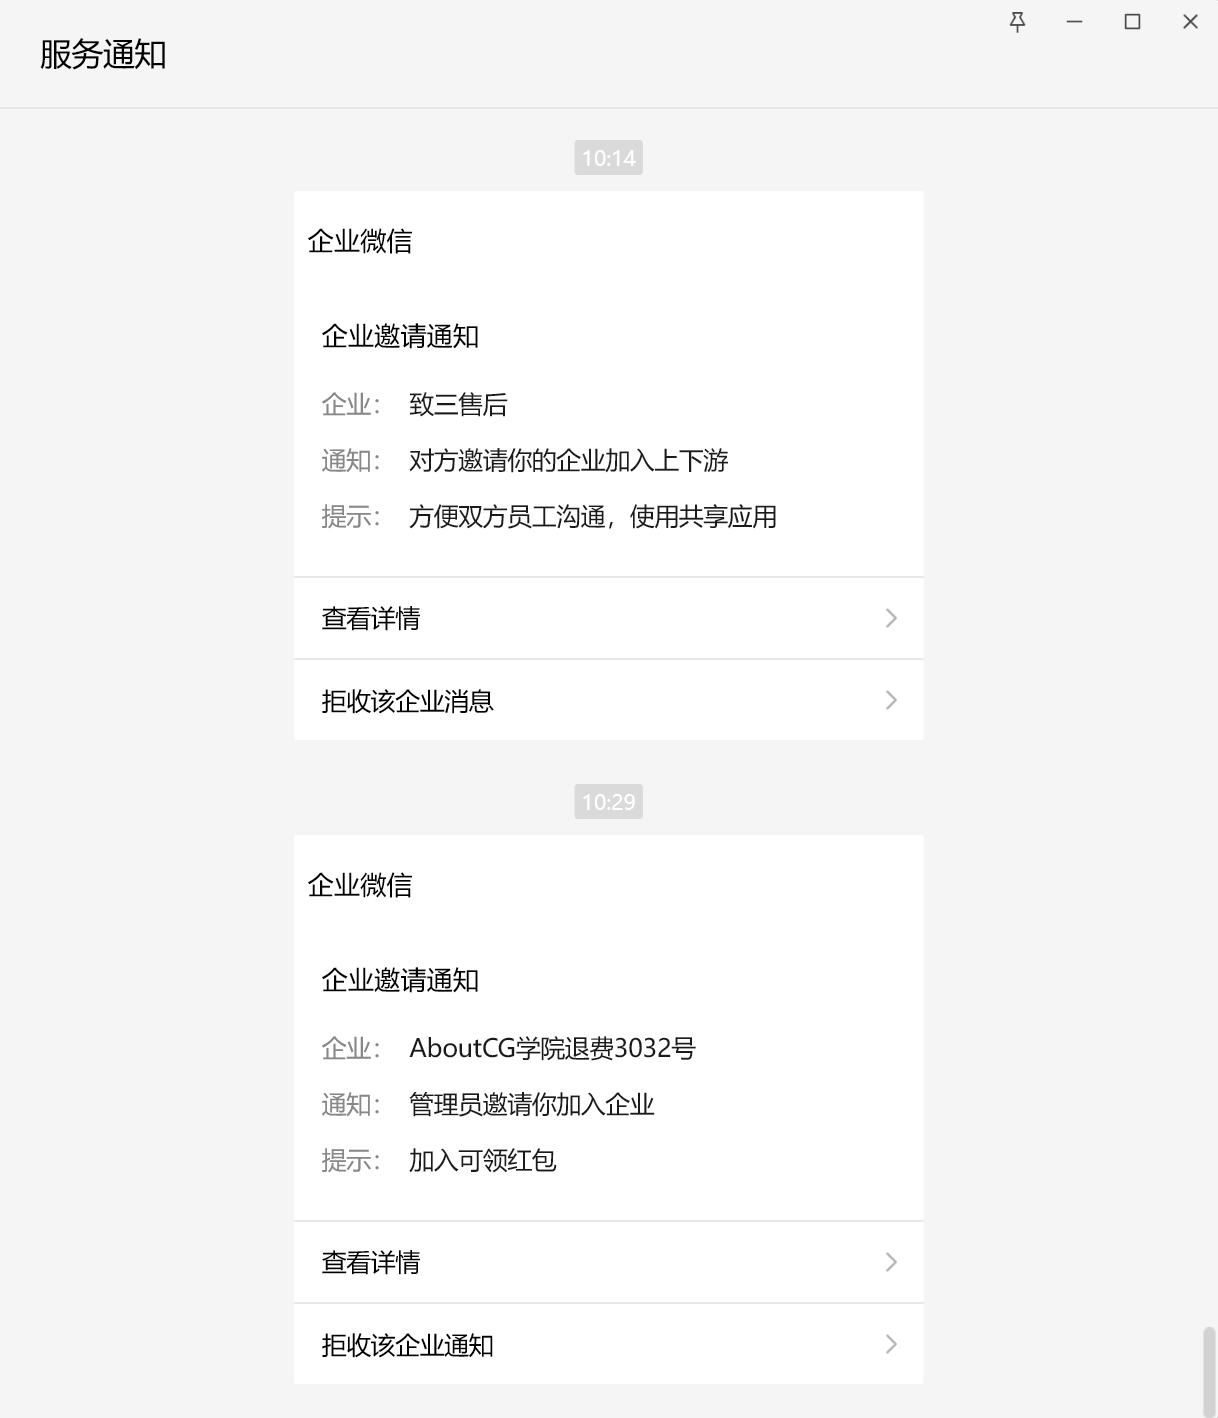 服务通知
10:14
企业微信
企业邀请通知
企业： 致三售后
通知： 对方邀请你的企业加入上下游
提示： 方便双方员工沟通，使用共享应用
查看详情
拒收该企业消息
10:29
企业微信
企业邀请通知
企业： AboutCG学院退费3032号
通知： 管理员邀请你加入企业
提示： 加入可领红包
查看详情
拒收该企业通知